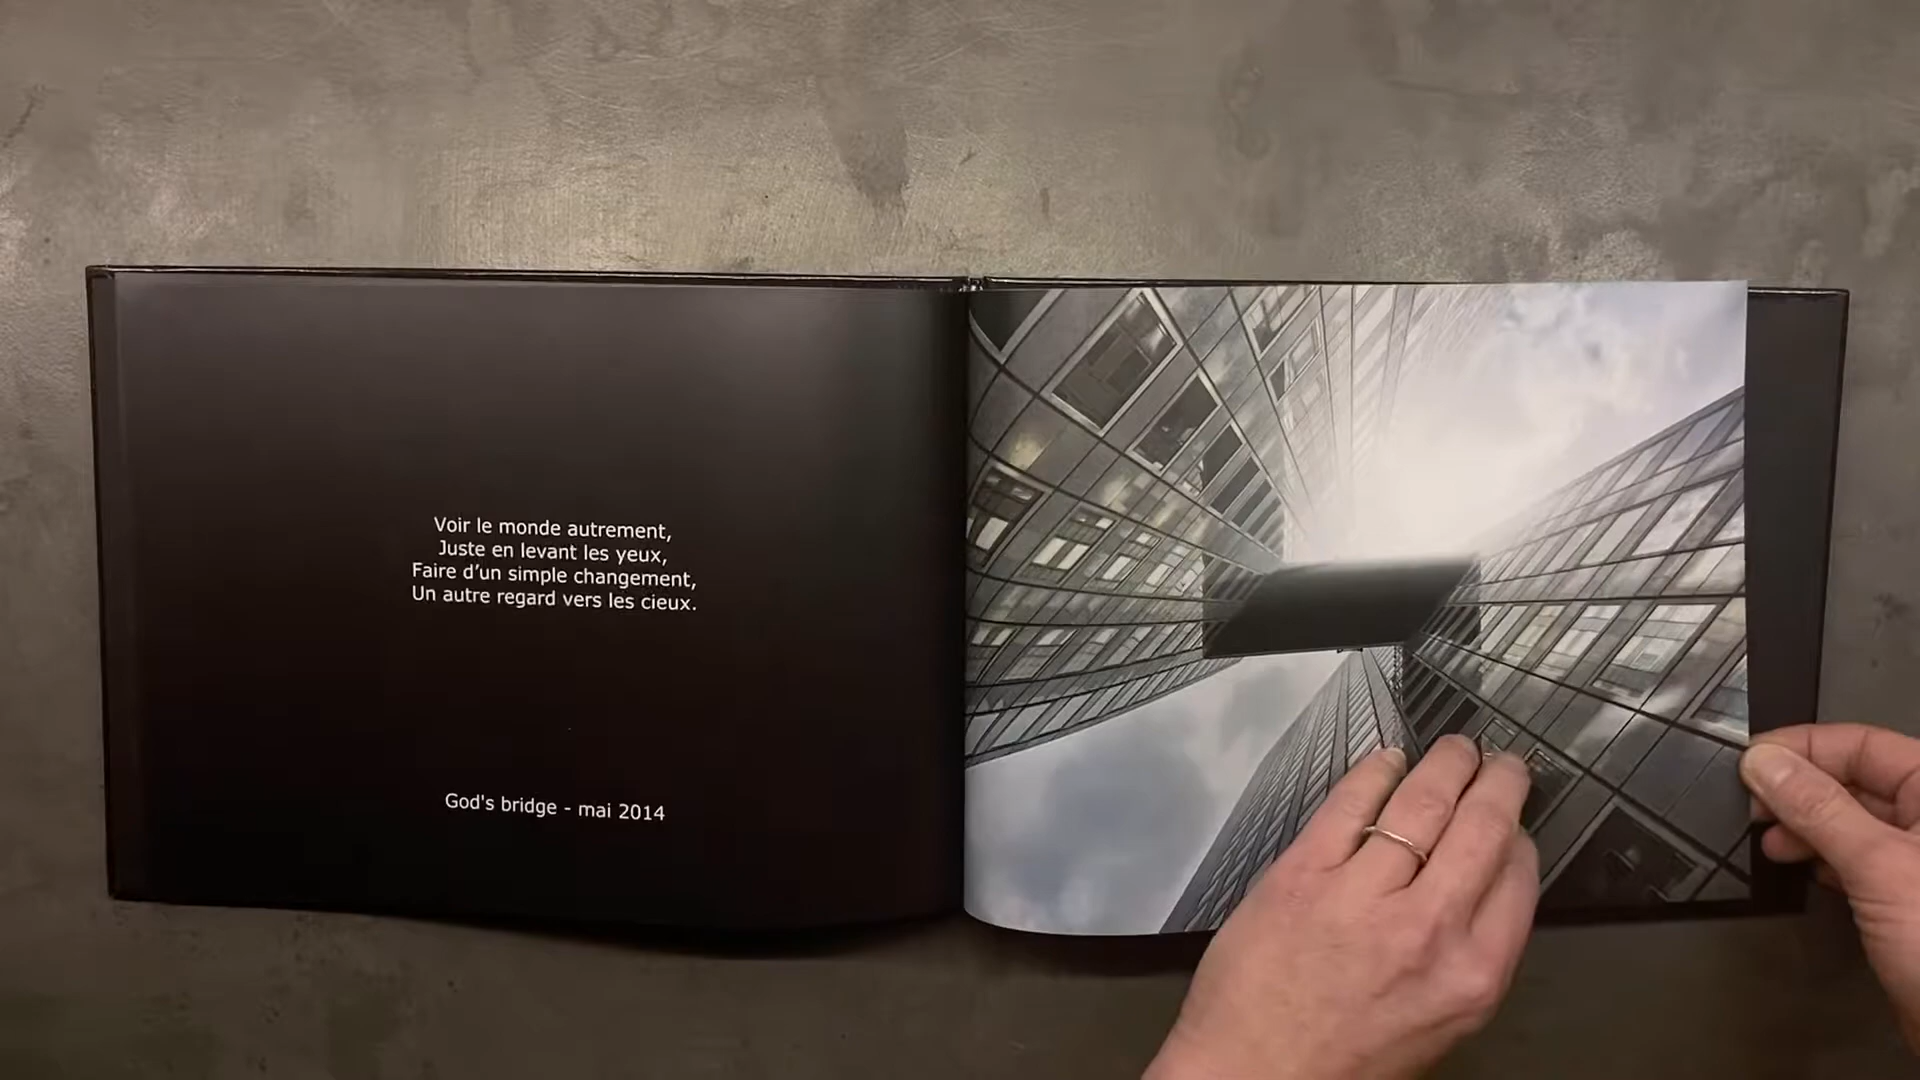 Voir le monde autrement,
Juste en levant les yeux,
Faire d’un simple changement,
Un autre regard vers les cieux.
God's bridge - mai 2014